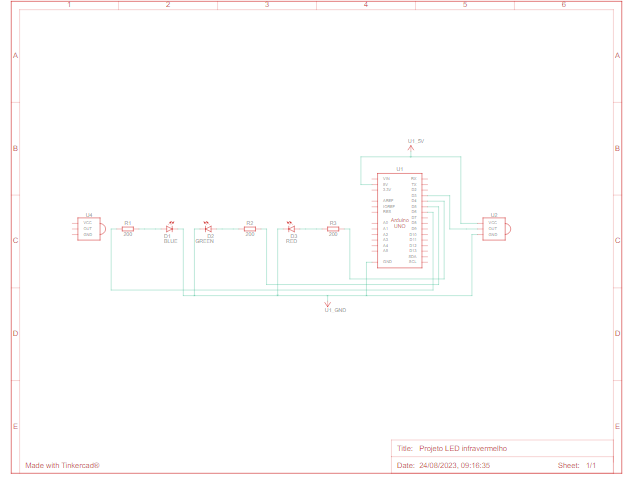 1 2 3 4 5 6
A A
B B
C C
D D
E E
U1_5V
U1
VIN
5V
3.3V
AREF
IOREF
RES
A0
A1
A2
A3
A4
A5
GND
Arduino
UNO
RX
TX
D2
D3
D4
D5
D6
D7
D8
D9
D10
D11
D12
D13
SDA
SCL
U4
VCC
OUT
GND
R1
200
D1
BLUE
D2
GREEN
R2
200
D3
RED
R3
200
U2
VCC
OUT
GND
U1_GND
Title: Projeto LED infravermelho
Made with Tinkercad®
Date: 24/08/2023, 09:16:35 Sheet: 1/1